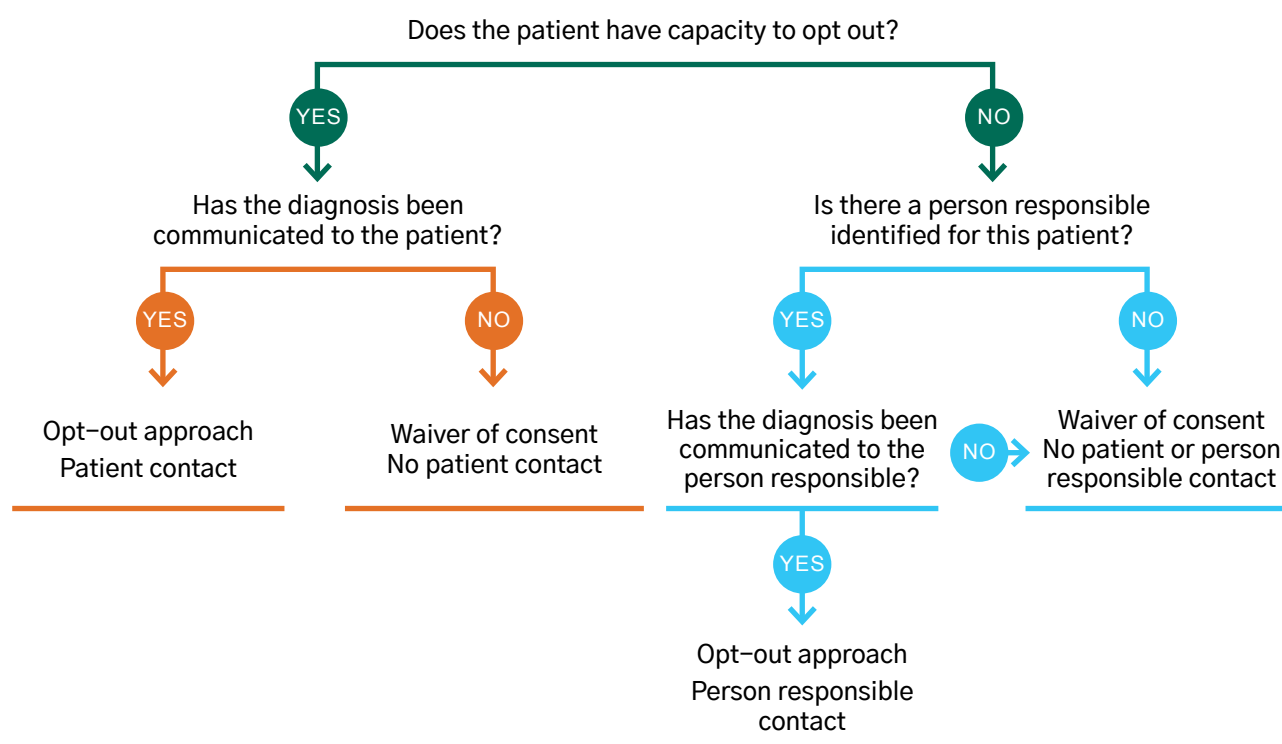 Does the patient have capacity to opt out?
YES
NO
Has the diagnosis been
communicated to the patient?
Is there a person responsible
identified for this patient?
YES
NO
YES
NO
Opt-out approach
Patient contact
Waiver of consent
No patient contact
Has the diagnosis been
communicated to the
person responsible?
NO
Waiver of consent
No patient or person
responsible contact
YES
Opt-out approach
Person responsible
contact